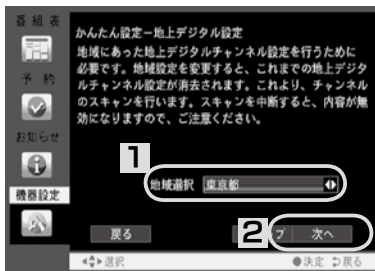 番組表
かんたん設定－地上デジタル設定
地域にあった地上デジタルチャンネル設定を行うために
必要です。地域設定を変更すると、これまでの地上デジタ
ルチャンネル設定が消去されます。これより、チャンネル
のスキャンを行います。スキャンを中断すると、内容が無
効になりますので、ご注意ください。
予約
お知らせ
機器設定
1
地域選択 東京都
2
戻る プ 次へ
選択 決定 戻る